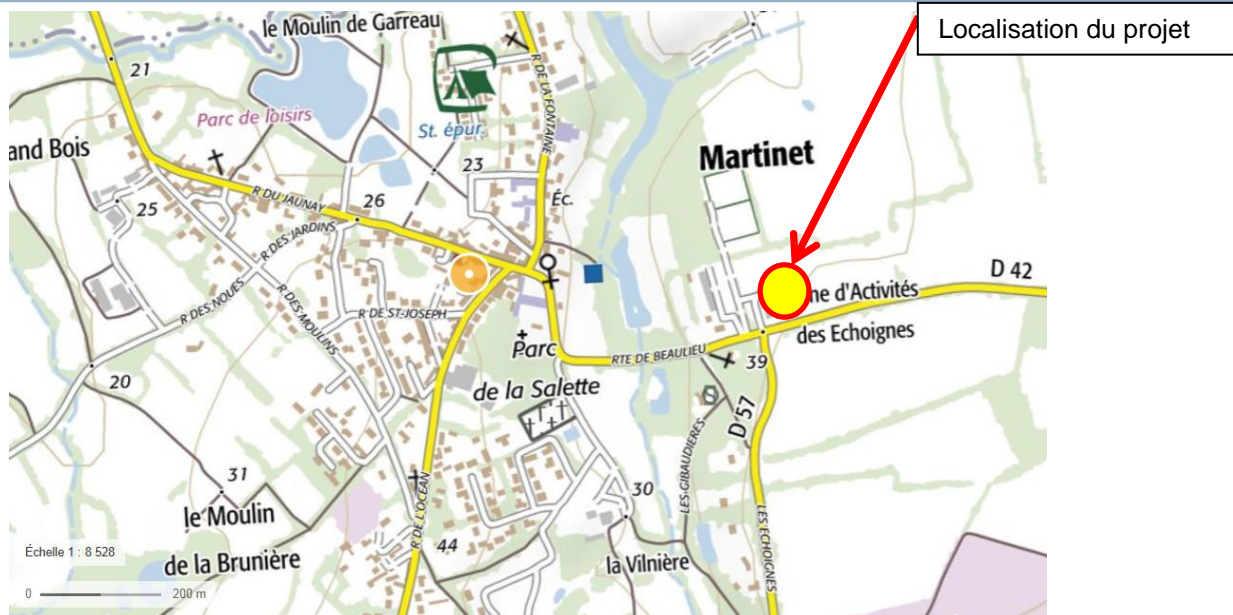 Localisation du projet
le Moulin de Garreau
21
R DE LA FONTAINE
Parc de loisirs
St. épur.
and Bois
23
Martinet
25
R DU JAUNAY
26
Éc.
R DES JARDINS
D 42
R DES NOUES
R DES MOULINS
R DE ST-JOSEPH
ne d'Activités
des Echoignes
Parc
de la Salette
RTE DE BEAULIEU
39
20
D 57
LES GIBAUDIERES
31
le Moulin
de la Brunière
R DE L'OCEAN
30
44
la Vilnière
LES ECHOIGNES
Échelle 1 : 8 528
0 200 m